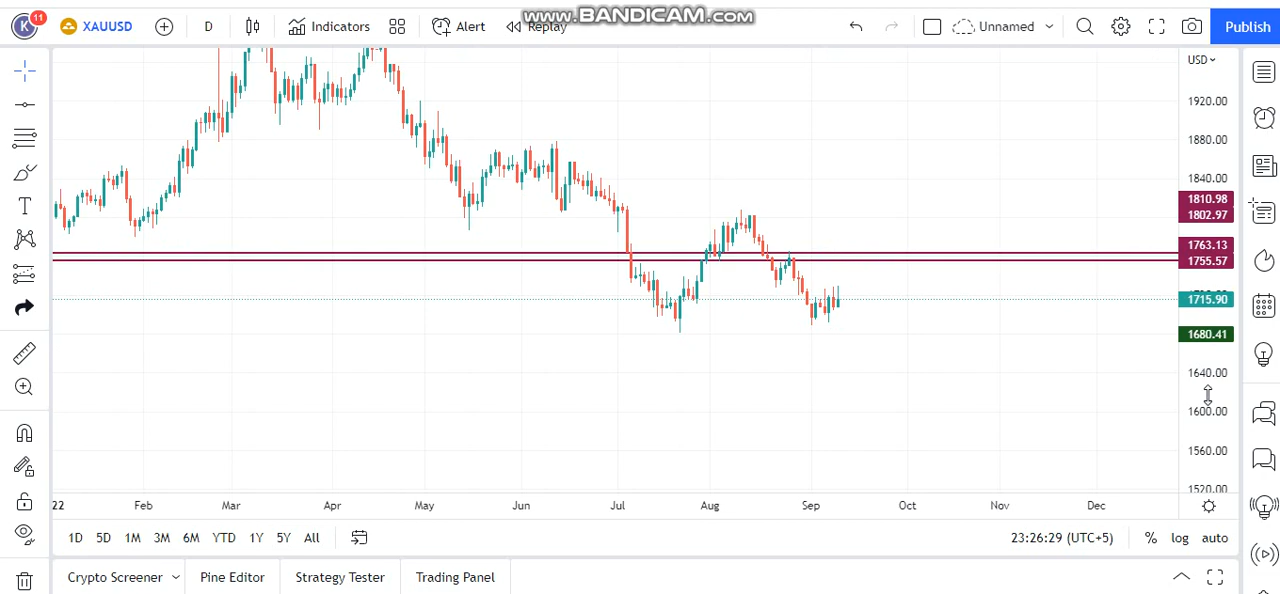 www.BANDICAM.com
K 11 XAUUSD D Indicators Alert Replay Unnamed Publish
USD
1920.00
1880.00
1840.00
1810.98
1802.97
1763.13
1755.57
1715.90
1680.41
1640.00
1600.00
1560.00
1520.00
T
22 Feb Mar Apr May Jun Jul Aug Sep Oct Nov Dec
1D 5D 1M 3M 6M YTD 1Y 5Y All 23:26:29 (UTC+5) % log auto
Crypto Screener Pine Editor Strategy Tester Trading Panel